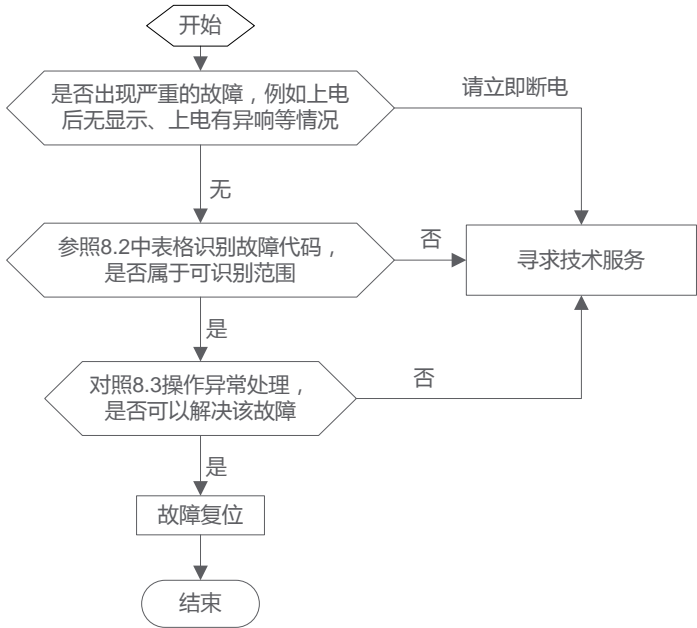 开始
是否出现严重的故障，例如上电
后无显示、上电有异响等情况
请立即断电
无
参照8.2中表格识别故障代码，
是否属于可识别范围
否
寻求技术服务
是
对照8.3操作异常处理，
是否可以解决该故障
否
是
故障复位
结束